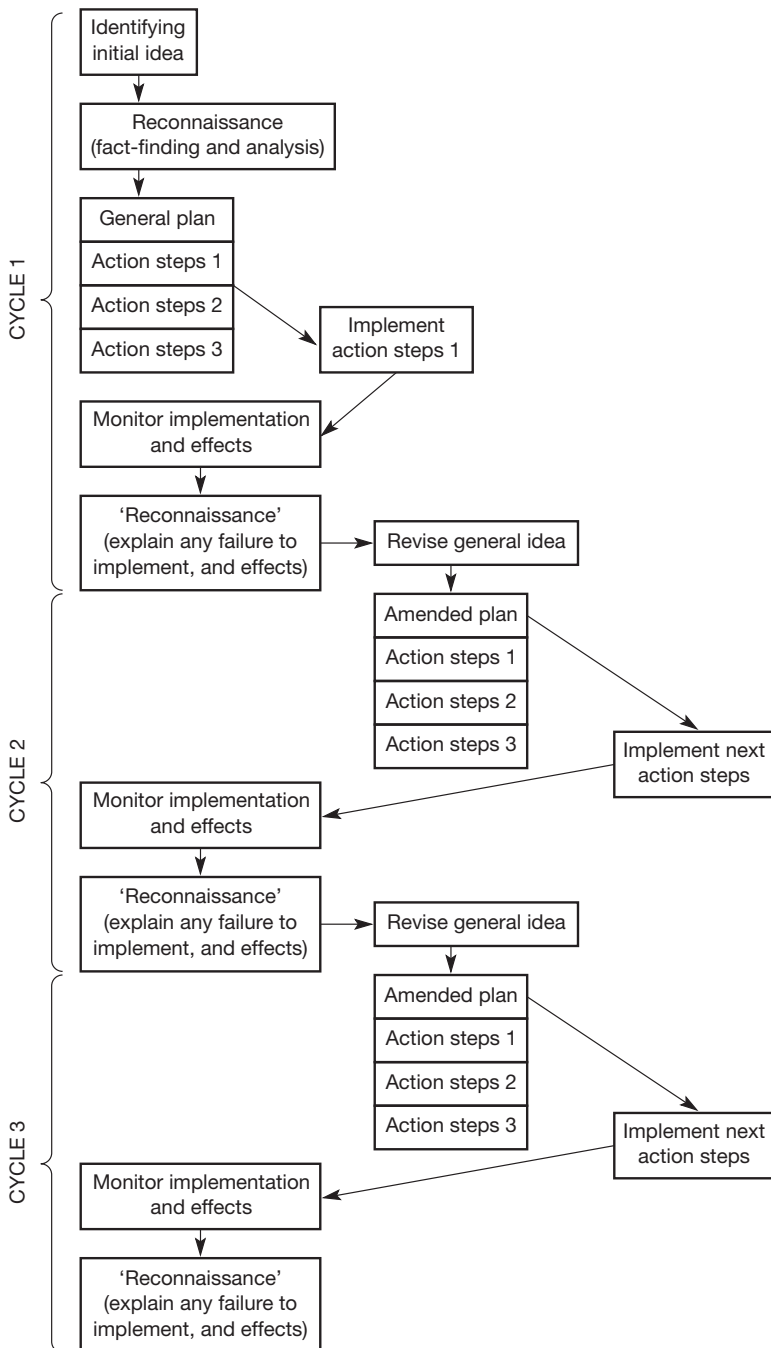 CYCLE 1
Identifying
initial idea
Reconnaissance
(fact-finding and analysis)
General plan
Action steps 1
Action steps 2
Action steps 3
Implement
action steps 1
Monitor implementation
and effects
‘Reconnaissance’
(explain any failure to
implement, and effects)
Revise general idea
CYCLE 2
Amended plan
Action steps 1
Action steps 2
Action steps 3
Implement next
action steps
Monitor implementation
and effects
‘Reconnaissance’
(explain any failure to
implement, and effects)
Revise general idea
CYCLE 3
Amended plan
Action steps 1
Action steps 2
Action steps 3
Implement next
action steps
Monitor implementation
and effects
‘Reconnaissance’
(explain any failure to
implement, and effects)